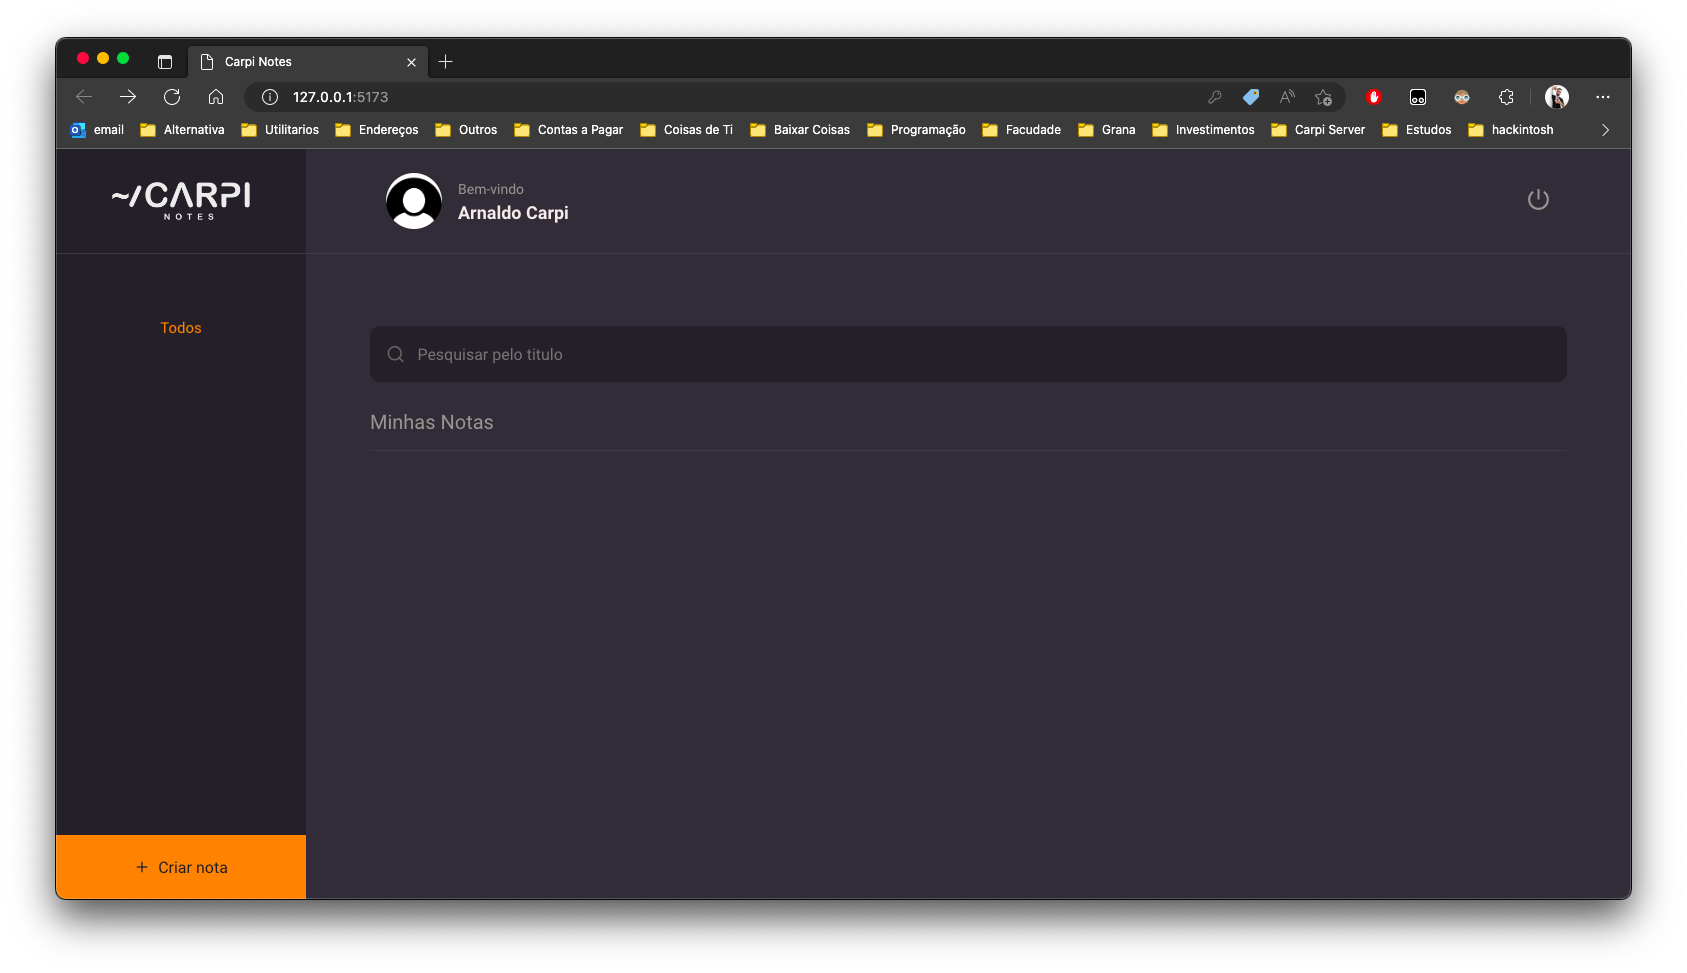 Carpi Notes
127.0.0.1:5173
email Alternativa Utilitarios Endereços Outros Contas a Pagar Coisas de Ti Baixar Coisas Programação Facudade Grana Investimentos Carpi Server Estudos hackintosh
~/CARPI
NOTES
Bem-vindo
Arnaldo Carpi
Todos
Pesquisar pelo titulo
Minhas Notas
+ Criar nota